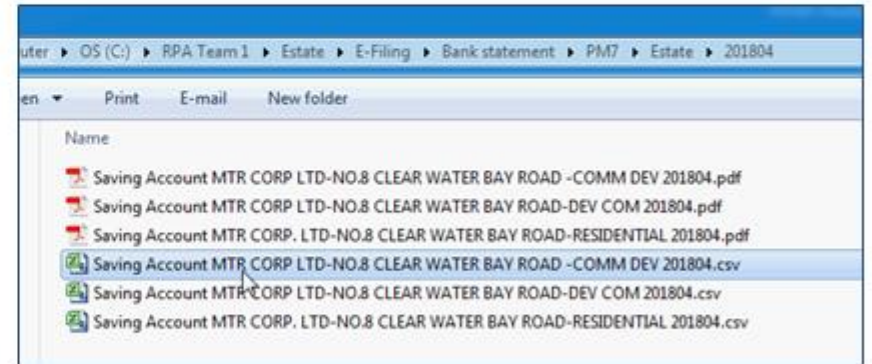 uter ▸ OS (C:) ▸ RPA Team 1 ▸ Estate ▸ E-Filing ▸ Bank statement ▸ PM7 ▸ Estate ▸ 201804
en ▾ Print E-mail New folder
Name
Saving Account MTR CORP LTD-NO.8 CLEAR WATER BAY ROAD -COMM DEV 201804.pdf
Saving Account MTR CORP LTD-NO.8 CLEAR WATER BAY ROAD-DEV COM 201804.pdf
Saving Account MTR CORP. LTD-NO.8 CLEAR WATER BAY ROAD-RESIDENTIAL 201804.pdf
Saving Account MTR CORP LTD-NO.8 CLEAR WATER BAY ROAD -COMM DEV 201804.csv
Saving Account MTR CORP LTD-NO.8 CLEAR WATER BAY ROAD-DEV COM 201804.csv
Saving Account MTR CORP. LTD-NO.8 CLEAR WATER BAY ROAD-RESIDENTIAL 201804.csv